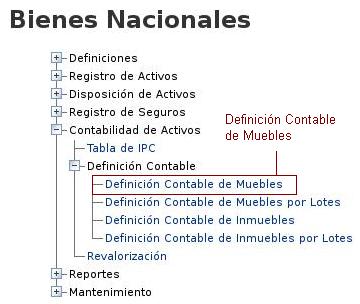 Bienes Nacionales
Definiciones
Registro de Activos
Disposición de Activos
Registro de Seguros
Contabilidad de Activos
Tabla de IPC
Definición Contable
Definición Contable de Muebles
Definición Contable de Muebles por Lotes
Definición Contable de Inmuebles
Definición Contable de Inmuebles por Lotes
Revalorización
Reportes
Mantenimiento
Definición Contable
de Muebles